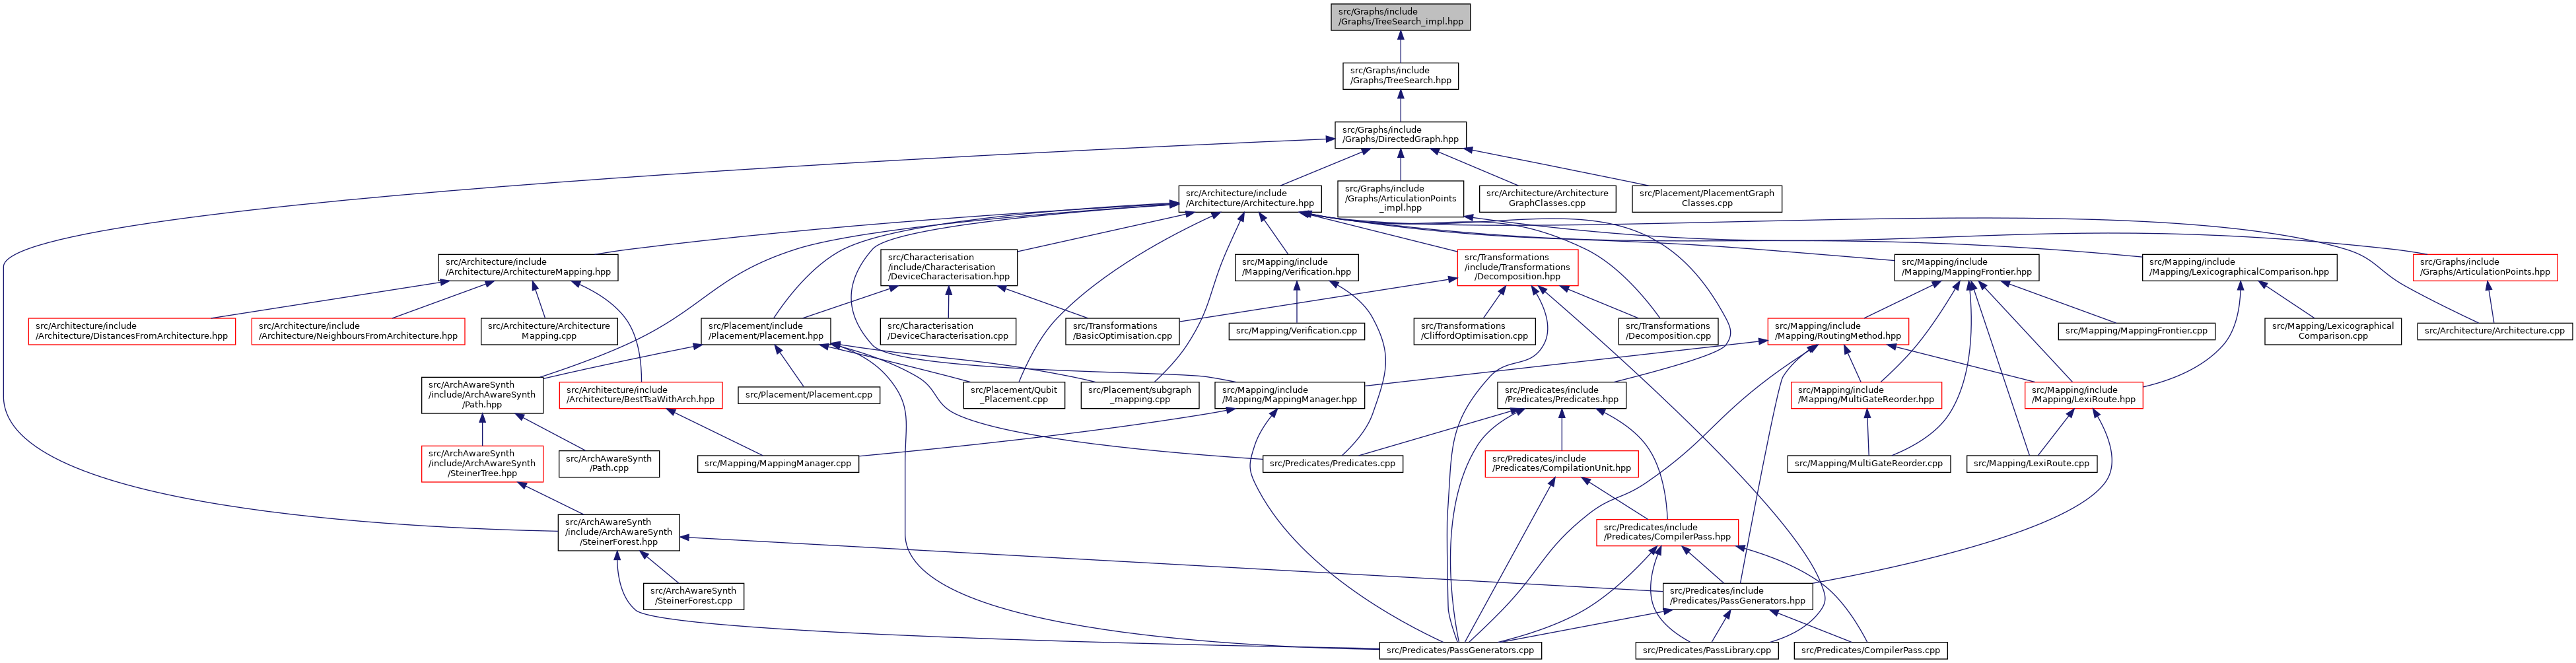 src/Graphs/include
/Graphs/TreeSearch_impl.hpp
src/Graphs/include
/Graphs/TreeSearch.hpp
src/Graphs/include
/Graphs/DirectedGraph.hpp
src/Architecture/include
/Architecture/Architecture.hpp
src/Graphs/include
/Graphs/ArticulationPoints
_impl.hpp
src/Architecture/Architecture
GraphClasses.cpp
src/Placement/PlacementGraph
Classes.cpp
src/Architecture/include
/Architecture/ArchitectureMapping.hpp
src/Characterisation
/include/Characterisation
/DeviceCharacterisation.hpp
src/Mapping/include
/Mapping/Verification.hpp
src/Transformations
/include/Transformations
/Decomposition.hpp
src/Mapping/include
/Mapping/MappingFrontier.hpp
src/Mapping/include
/Mapping/LexicographicalComparison.hpp
src/Graphs/include
/Graphs/ArticulationPoints.hpp
src/Architecture/include
/Architecture/DistancesFromArchitecture.hpp
src/Architecture/include
/Architecture/NeighboursFromArchitecture.hpp
src/Architecture/Architecture
Mapping.cpp
src/Placement/include
/Placement/Placement.hpp
src/Characterisation
/DeviceCharacterisation.cpp
src/Transformations
/BasicOptimisation.cpp
src/Mapping/Verification.cpp
src/Transformations
/CliffordOptimisation.cpp
src/Transformations
/Decomposition.cpp
src/Mapping/include
/Mapping/RoutingMethod.hpp
src/Mapping/MappingFrontier.cpp
src/Mapping/Lexicographical
Comparison.cpp
src/Architecture/Architecture.cpp
src/ArchAwareSynth
/include/ArchAwareSynth
/Path.hpp
src/Architecture/include
/Architecture/BestTsaWithArch.hpp
src/Placement/Placement.cpp
src/Placement/Qubit
_Placement.cpp
src/Placement/subgraph
_mapping.cpp
src/Mapping/include
/Mapping/MappingManager.hpp
src/Predicates/include
/Predicates/Predicates.hpp
src/Mapping/include
/Mapping/MultiGateReorder.hpp
src/Mapping/include
/Mapping/LexiRoute.hpp
src/ArchAwareSynth
/include/ArchAwareSynth
/SteinerTree.hpp
src/ArchAwareSynth
/Path.cpp
src/Mapping/MappingManager.cpp
src/Predicates/Predicates.cpp
src/Predicates/include
/Predicates/CompilationUnit.hpp
src/Mapping/MultiGateReorder.cpp
src/Mapping/LexiRoute.cpp
src/ArchAwareSynth
/include/ArchAwareSynth
/SteinerForest.hpp
src/Predicates/include
/Predicates/CompilerPass.hpp
src/ArchAwareSynth
/SteinerForest.cpp
src/Predicates/include
/Predicates/PassGenerators.hpp
src/Predicates/PassGenerators.cpp
src/Predicates/PassLibrary.cpp
src/Predicates/CompilerPass.cpp